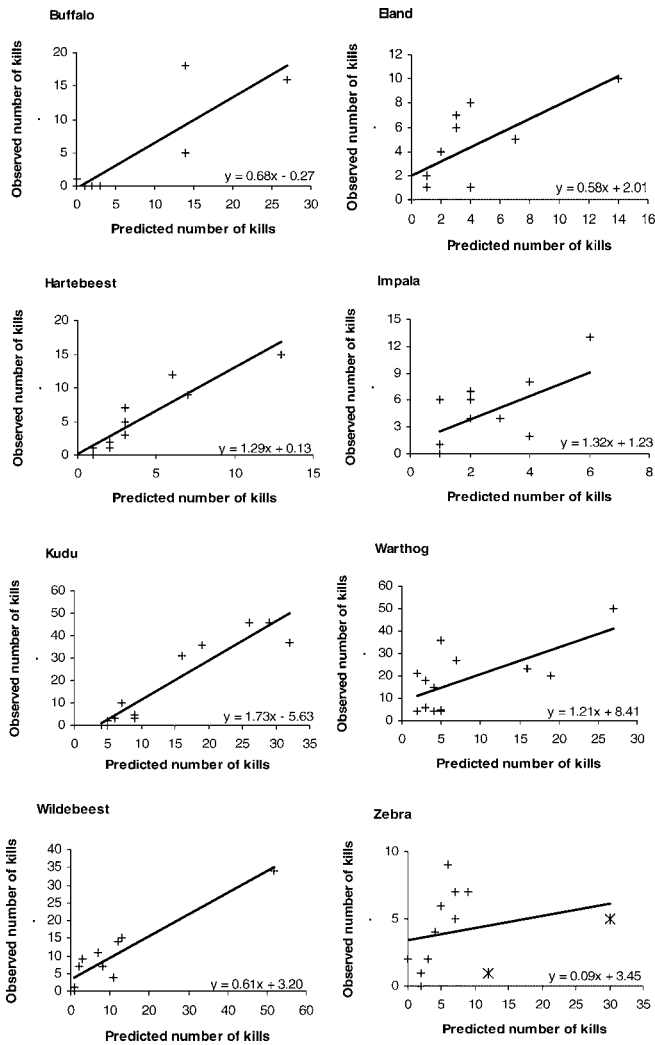 Buffalo
Observed number of kills
20
15
10
5
0
y = 0.68x - 0.27
0 5 10 15 20 25 30
Predicted number of kills
Eland
Observed number of kills
12
10
8
6
4
2
0
y = 0.58x + 2.01
0 2 4 6 8 10 12 14 16
Predicted number of kills
Hartebeest
Observed number of kills
20
15
10
5
0
y = 1.29x + 0.13
0 5 10 15
Predicted number of kills
Impala
Observed number of kills
15
12
9
6
3
0
y = 1.32x + 1.23
0 2 4 6 8
Predicted number of kills
Kudu
Observed number of kills
60
50
40
30
20
10
0
y = 1.73x - 5.63
0 5 10 15 20 25 30 35
Predicted number of kills
Warthog
Observed number of kills
60
50
40
30
20
10
0
y = 1.21x + 8.41
0 5 10 15 20 25 30
Predicted number of kills
Wildebeest
Observed number of kills
40
35
30
25
20
15
10
5
0
y = 0.61x + 3.20
0 10 20 30 40 50 60
Predicted number of kills
Zebra
Observed number of kills
10
5
0
y = 0.09x + 3.45
0 5 10 15 20 25 30 35
Predicted number of kills